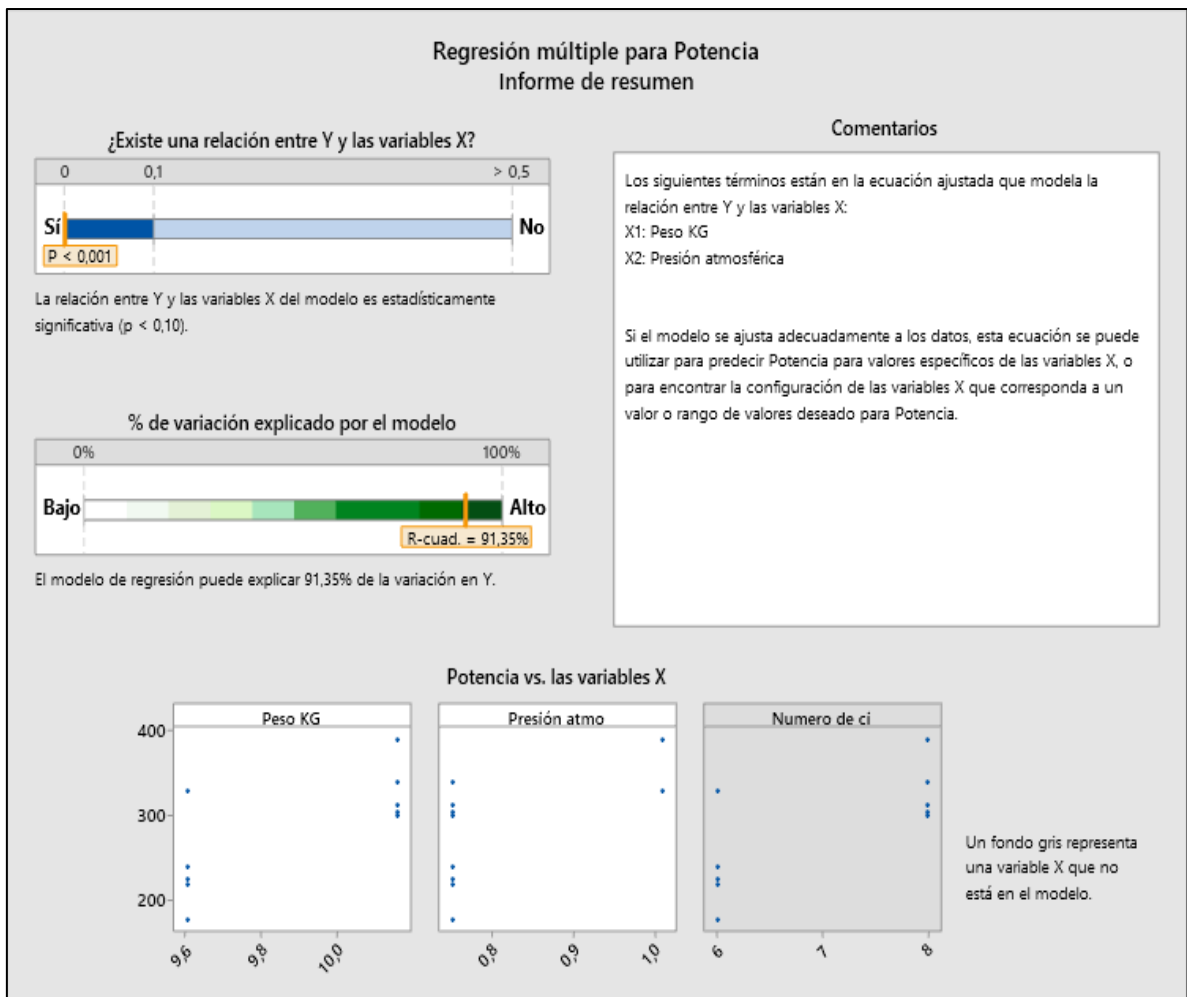 Regresión múltiple para Potencia
Informe de resumen
¿Existe una relación entre Y y las variables X?
0 0,1 > 0,5
Sí No
P < 0,001
La relación entre Y y las variables X del modelo es estadísticamente
significativa (p < 0,10).
% de variación explicado por el modelo
0% 100%
Bajo Alto
R-cuad. = 91,35%
El modelo de regresión puede explicar 91,35% de la variación en Y.
Comentarios
Los siguientes términos están en la ecuación ajustada que modela la
relación entre Y y las variables X:
X1: Peso KG
X2: Presión atmosférica
Si el modelo se ajusta adecuadamente a los datos, esta ecuación se puede
utilizar para predecir Potencia para valores específicos de las variables X, o
para encontrar la configuración de las variables X que corresponda a un
valor o rango de valores deseado para Potencia.
Potencia vs. las variables X
Peso KG Presión atmo Numero de ci
400
300
200
9,6 9,8 10,0 0,8 0,9 1,0 6 7 8
Un fondo gris representa
una variable X que no
está en el modelo.